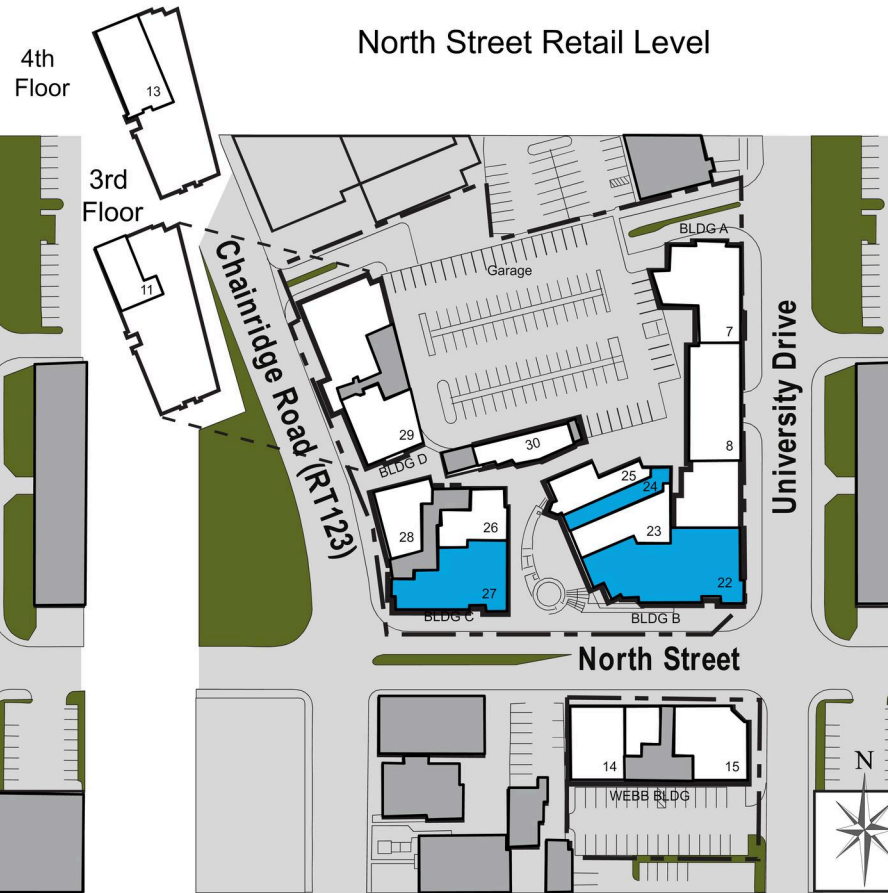 North Street Retail Level
4th
Floor
13
3rd
Floor
11
Chainridge Road (RT123)
BLDG A
Garage
7
University Drive
29
30
8
BLDG D
25
24
28
26
23
27
22
BLDG C
BLDG B
North Street
14
15
WEBB BLDG
N